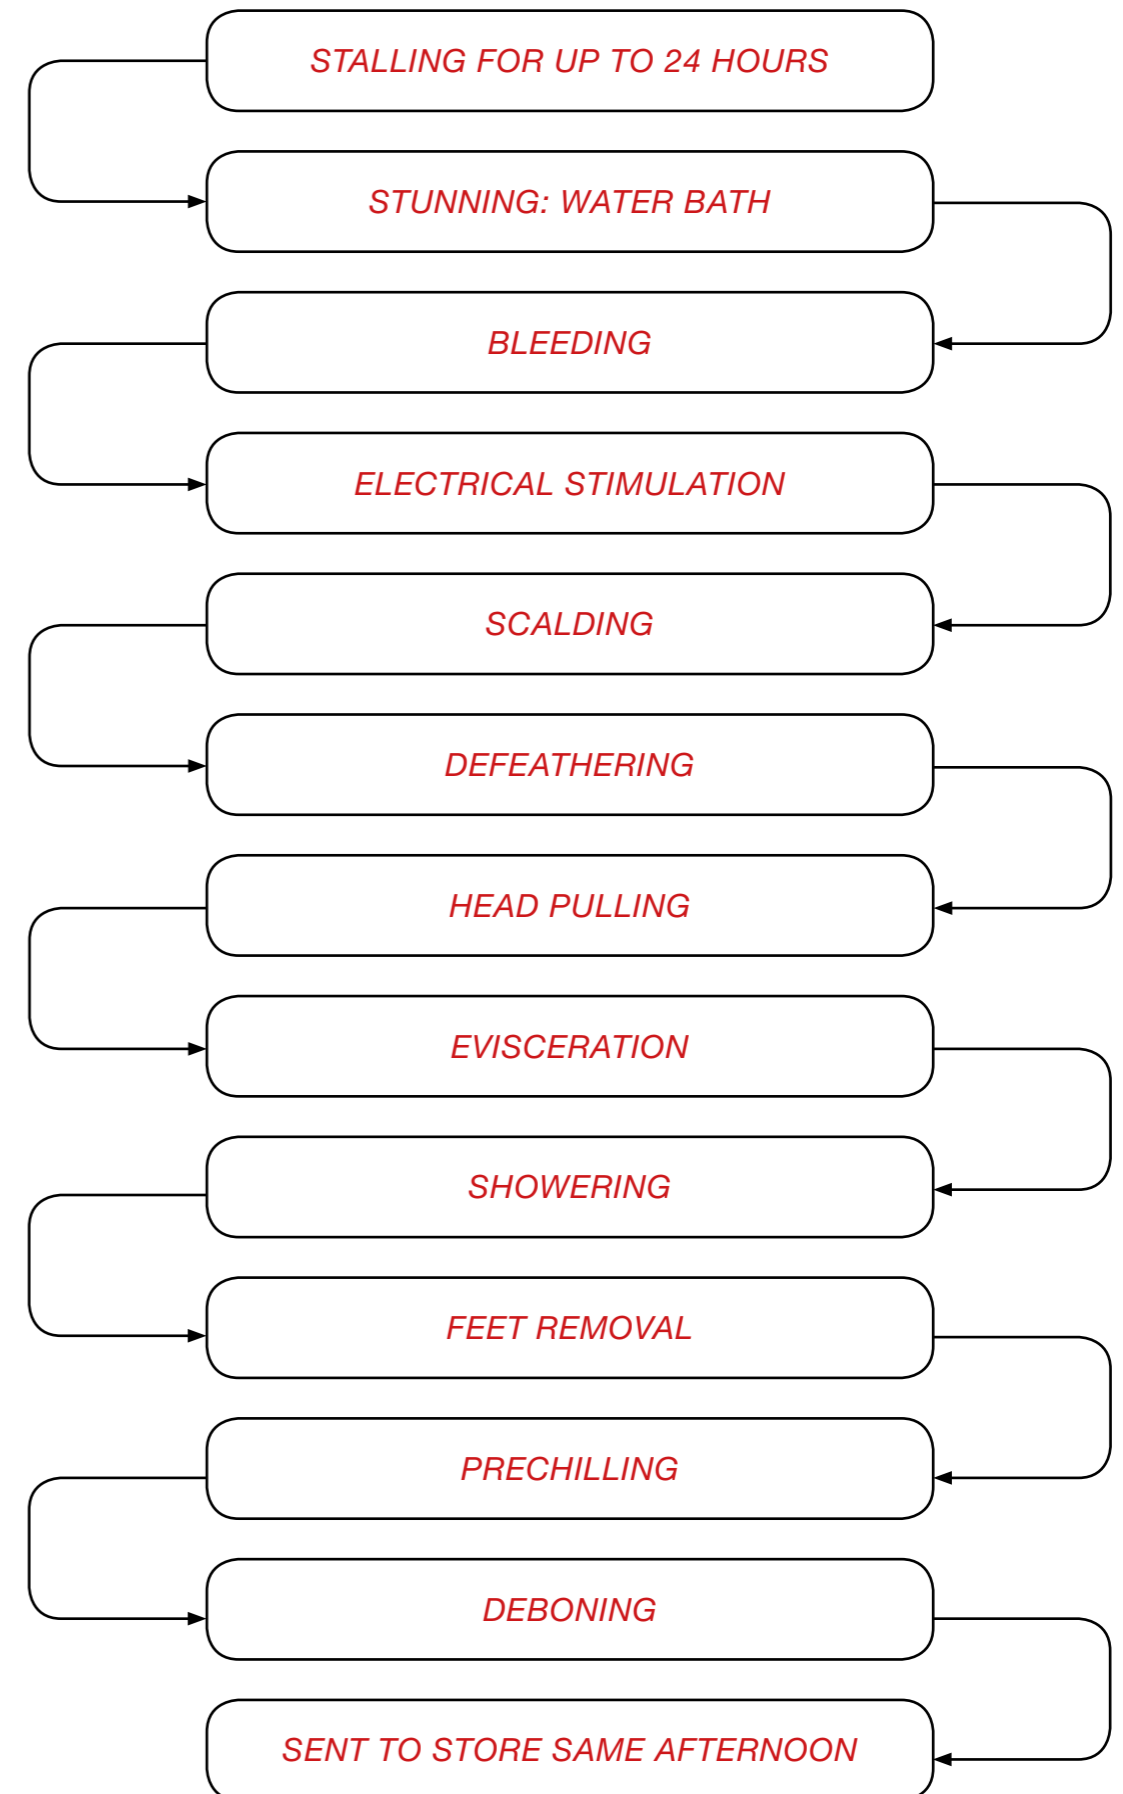 STALLING FOR UP TO 24 HOURS
STUNNING: WATER BATH
BLEEDING
ELECTRICAL STIMULATION
SCALDING
DEFEATHERING
HEAD PULLING
EVISCERATION
SHOWERING
FEET REMOVAL
PRECHILLING
DEBONING
SENT TO STORE SAME AFTERNOON